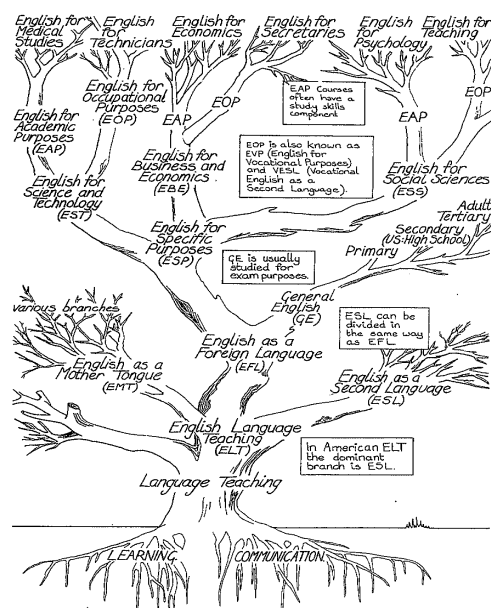 English for
Medical
Studies
English
for
Technicians
English for
Economics
English for
Secretaries
English for
Psychology
English for
Teaching
English for
Occupational
Purposes
(EOP)
EAP
EOP
EAP Courses
often have a
study skills
component
EAP
EOP
English for
Academic
Purposes
(EAP)
EOP is also known as
EVP (English for
Vocational Purposes)
and VESL (Vocational
English as a
Second Language).
English for
Business and
Economics
(EBE)
English for
Social Sciences
(ESS)
English for
Science and
Technology
(EST)
English for
Specific
Purposes
(ESP)
Adult
Tertiary
Secondary
(US:High School)
Primary
GE is usually
studied for
exam purposes.
General
English
(GE)
various branches
ESL can be
divided in
the same way
as EFL.
English as a
Foreign Language
(EFL)
English as a
Mother Tongue
(EMT)
English as a
Second Language
(ESL)
English Language
Teaching
(ELT)
In American ELT
the dominant
branch is ESL.
Language Teaching
LEARNING
COMMUNICATION